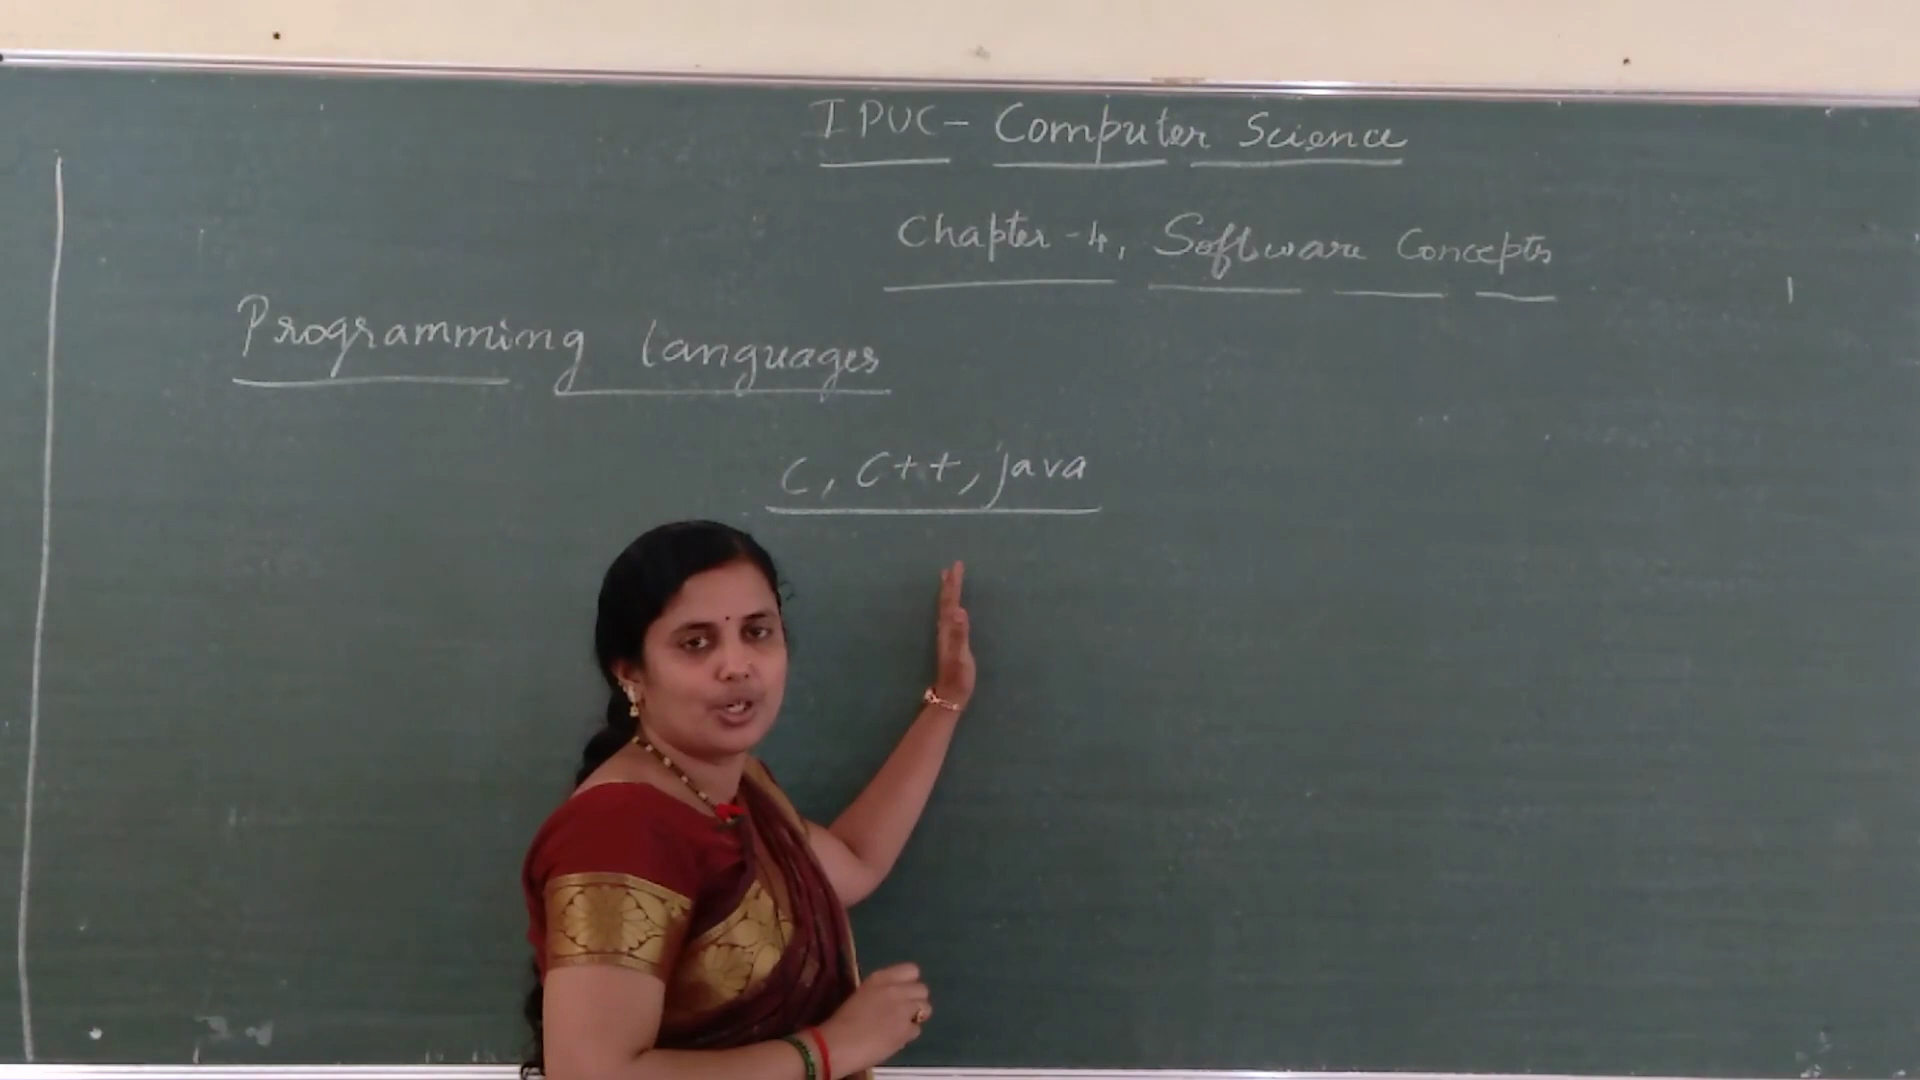 I PUC - Computer Science
Chapter - 4, Software Concepts
Programming languages
C, C++, java